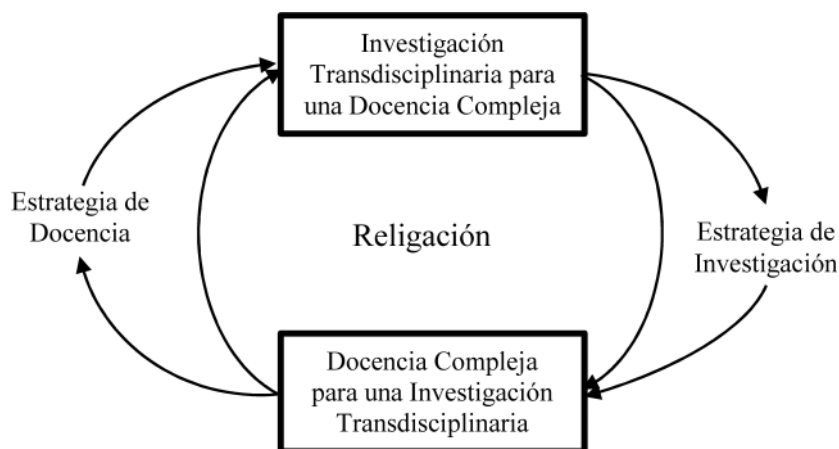 Investigación
Transdisciplinaria para
una Docencia Compleja
Estrategia de
Docencia
Religación
Estrategia de
Investigación
Docencia Compleja
para una Investigación
Transdisciplinaria